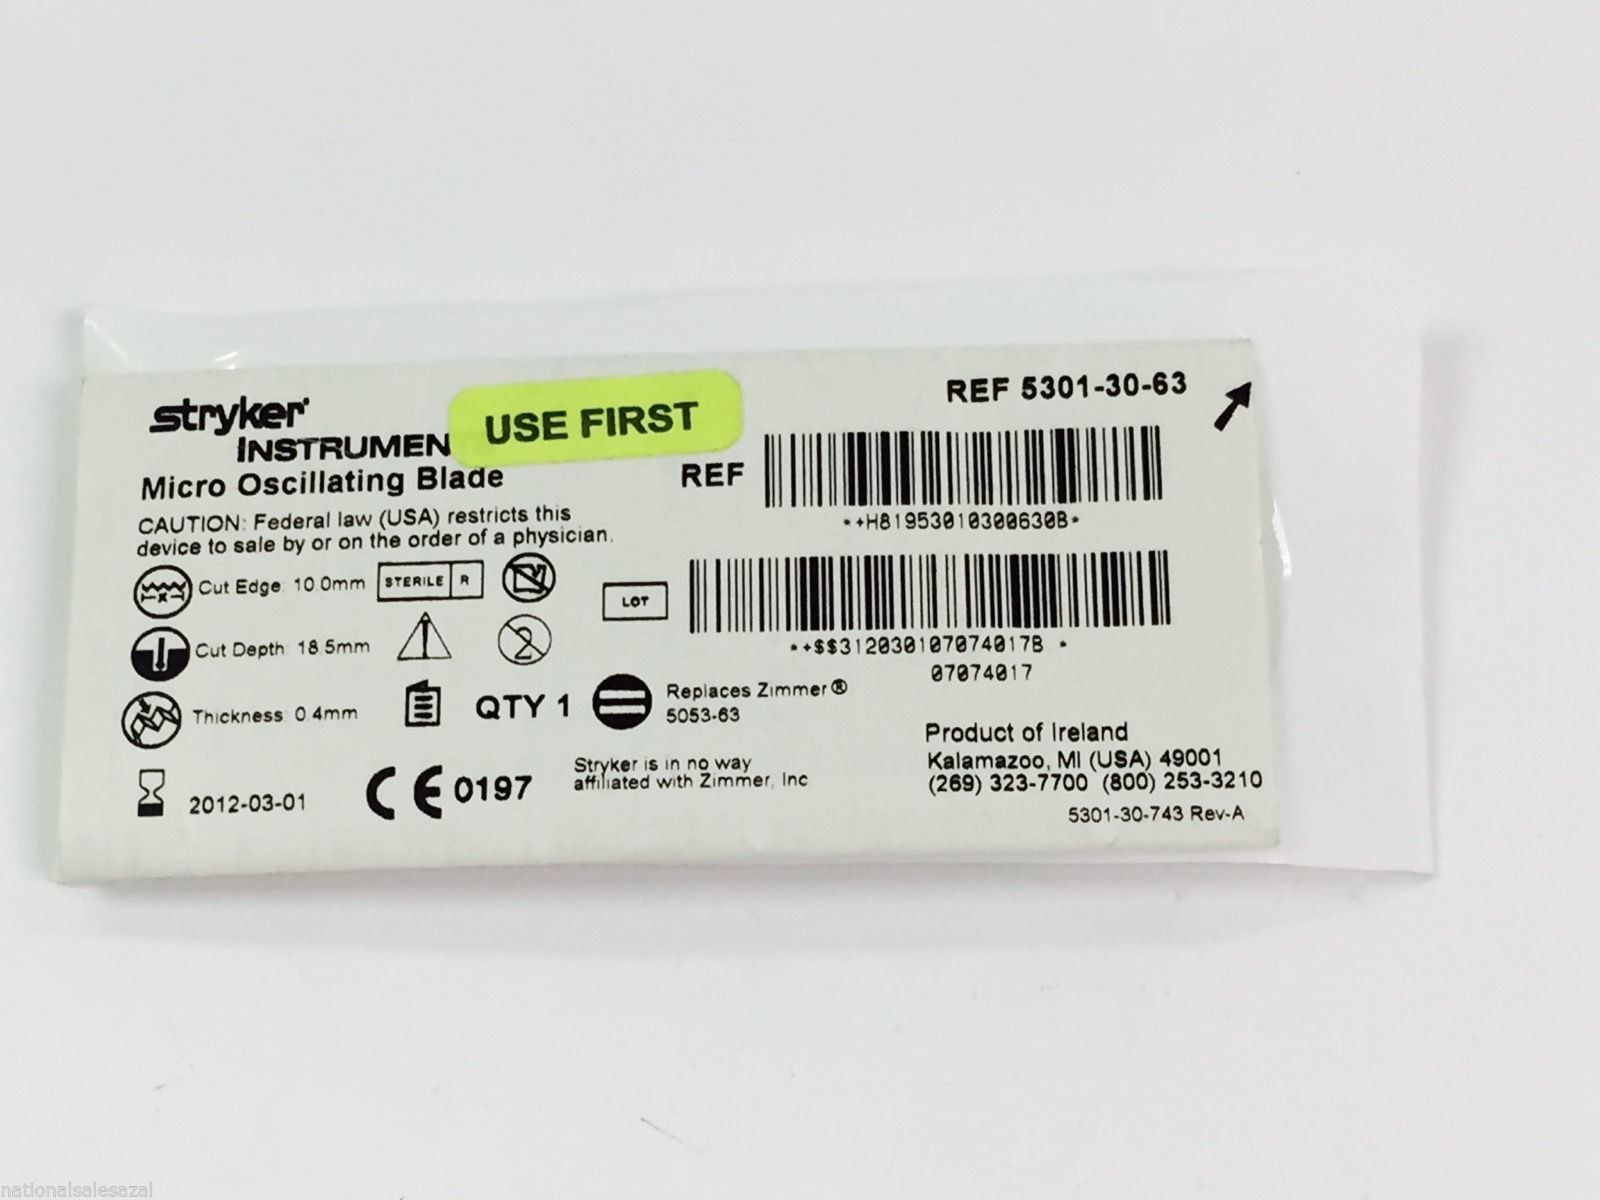 stryker
INSTRUMEN
USE FIRST
REF 5301-30-63
Micro Oscillating Blade
REF
*+H81953010300630B*
CAUTION: Federal law (USA) restricts this
device to sale by or on the order of a physician.
Cut Edge: 10.0mm
STERILE R
LOT
*+$$312030107074017B *
07074017
Cut Depth: 18.5mm
2
Thickness: 0.4mm
QTY 1
Replaces Zimmer®
5053-63
Product of Ireland
Kalamazoo, MI (USA) 49001
(269) 323-7700 (800) 253-3210
2012-03-01
CE 0197
Stryker is in no way
affiliated with Zimmer, Inc
5301-30-743 Rev-A
nationalsalesazal